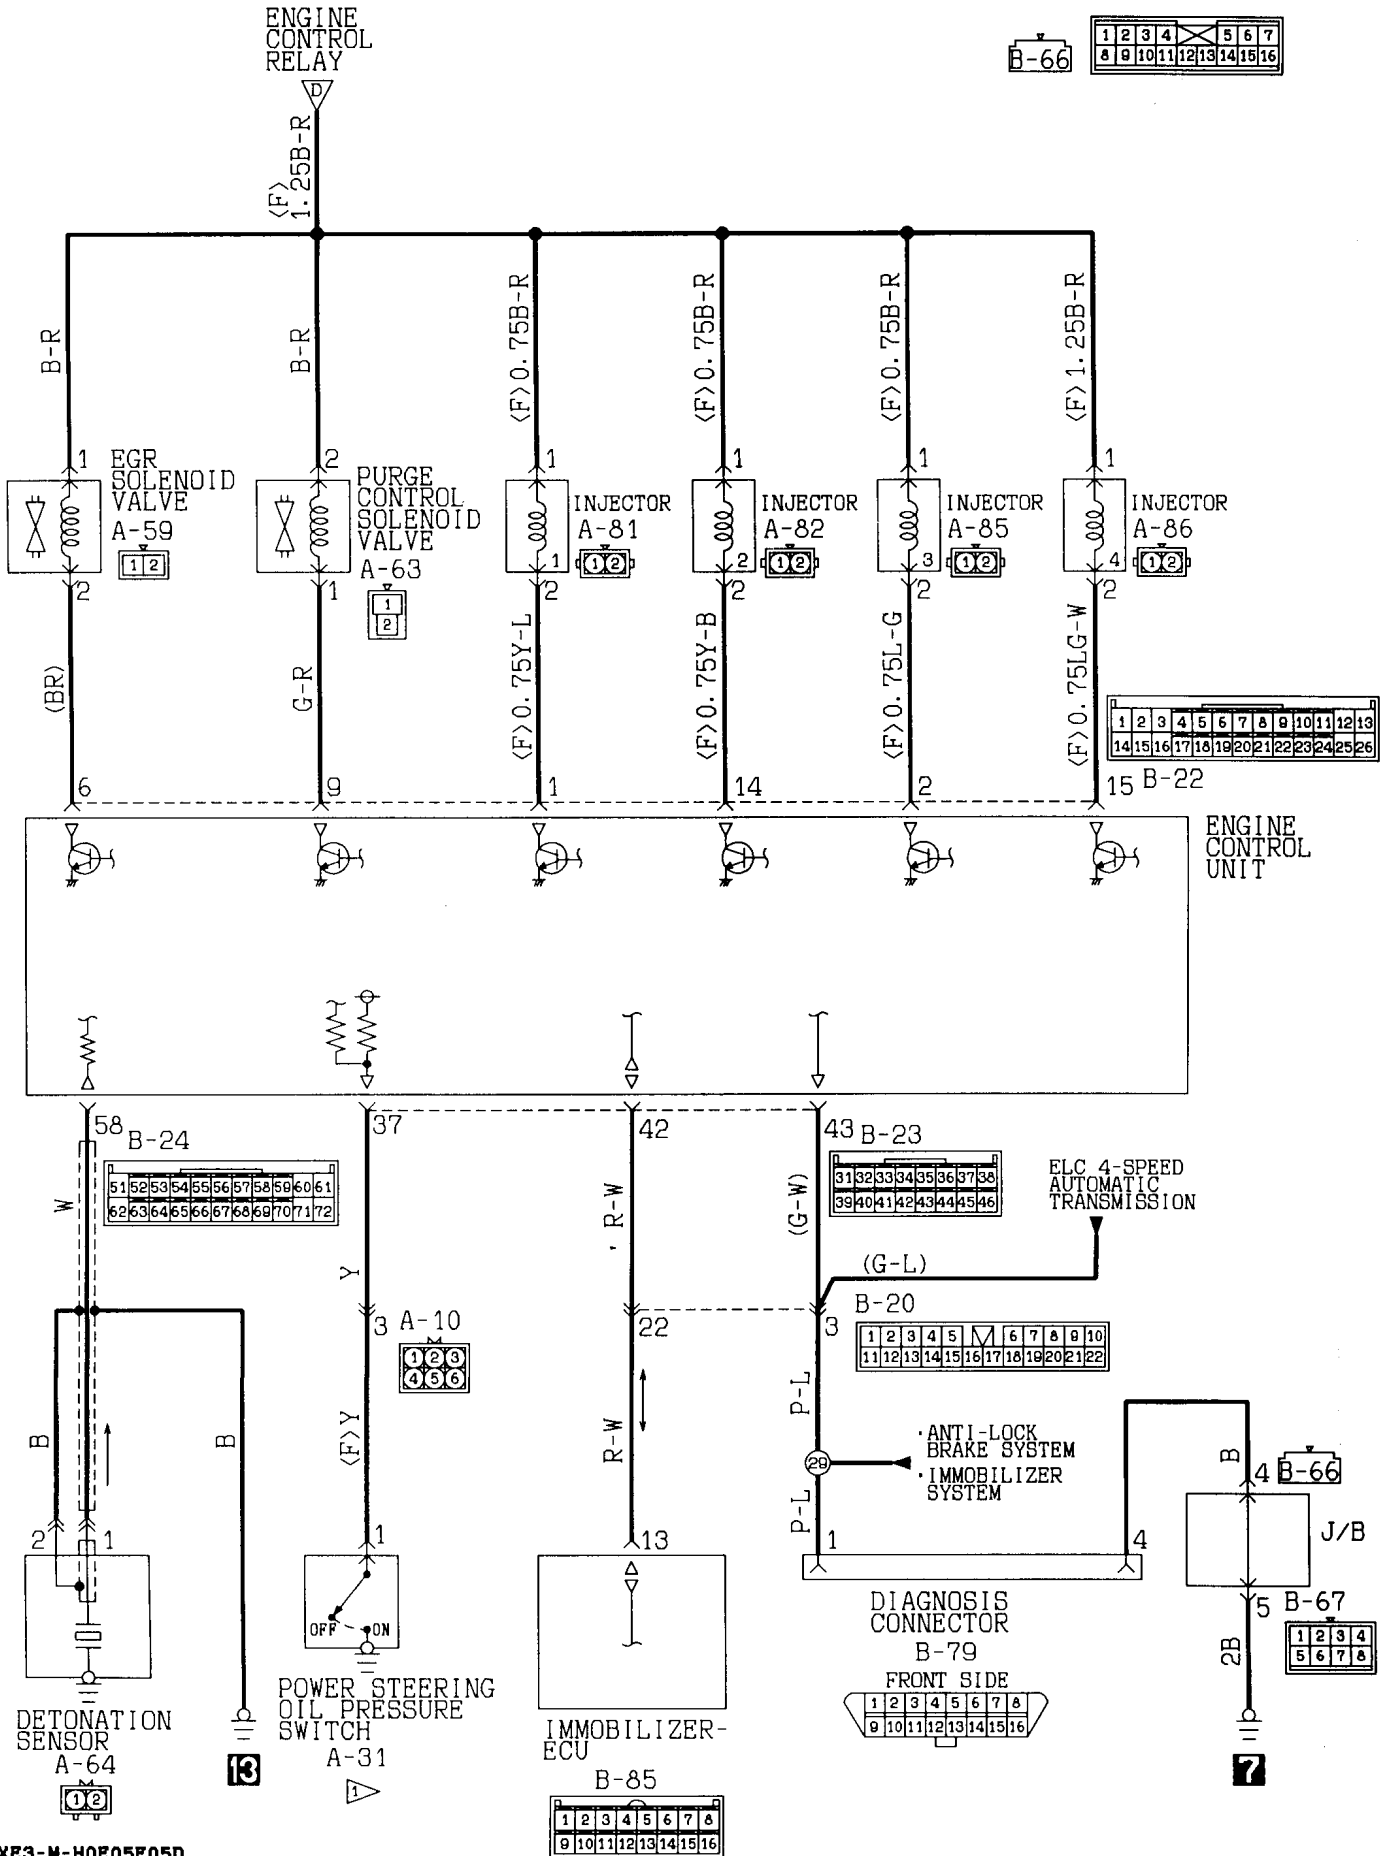 ENGINE
CONTROL
RELAY
D
B-66
1 2 3 4 5 6 7
8 9 10 11 12 13 14 15 16
<F>
1.25B-R
B-R
B-R
<F>0.75B-R
<F>0.75B-R
<F>0.75B-R
<F>1.25B-R
1
2
1
1
1
1
EGR
SOLENOID
VALVE
A-59
1 2
PURGE
CONTROL
SOLENOID
VALVE
A-63
1
2
INJECTOR
A-81
1 2
1
INJECTOR
A-82
1 2
2
INJECTOR
A-85
1 2
3
INJECTOR
A-86
1 2
4
2
1
2
2
2
2
(BR)
G-R
<F>0.75Y-L
<F>0.75Y-B
<F>0.75L-G
<F>0.75LG-W
1 2 3 4 5 6 7 8 9 10 11 12 13
14 15 16 17 18 19 20 21 22 23 24 25 26
B-22
6
9
1
14
2
15
ENGINE
CONTROL
UNIT
58
B-24
51 52 53 54 55 56 57 58 59 60 61
62 63 64 65 66 67 68 69 70 71 72
37
42
43
B-23
31 32 33 34 35 36 37 38
39 40 41 42 43 44 45 46
ELC 4-SPEED
AUTOMATIC
TRANSMISSION
W
Y
R-W
(G-W)
(G-L)
3
A-10
1 2 3
4 5 6
22
3
B-20
1 2 3 4 5 6 7 8 9 10
11 12 13 14 15 16 17 18 19 20 21 22
B
B
<F>Y
R-W
P-L
29
·ANTI-LOCK
BRAKE SYSTEM
·IMMOBILIZER
SYSTEM
P-L
B
4
B-66
2
1
1
13
1
4
J/B
OFF
ON
5
B-67
1 2 3 4
5 6 7 8
2B
DETONATION
SENSOR
A-64
1 2
13
POWER STEERING
OIL PRESSURE
SWITCH
A-31
1
IMMOBILIZER-
ECU
B-85
1 2 3 4 5 6 7 8
9 10 11 12 13 14 15 16
DIAGNOSIS
CONNECTOR
B-79
FRONT SIDE
1 2 3 4 5 6 7 8
9 10 11 12 13 14 15 16
7